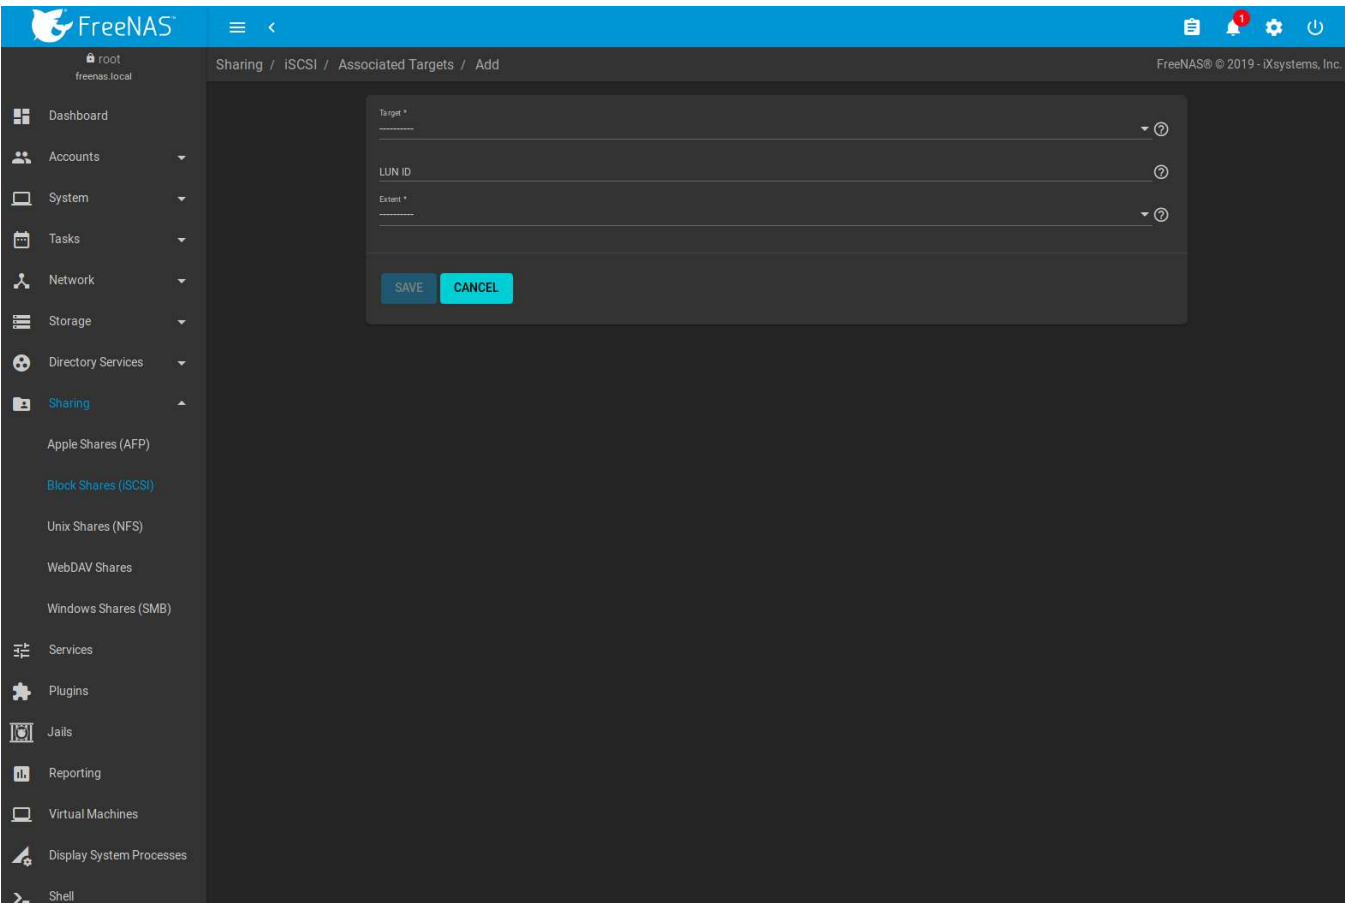 FreeNAS
1
root
freenas.local
Sharing / iSCSI / Associated Targets / Add
FreeNAS® © 2019 - iXsystems, Inc.
Dashboard
Accounts
System
Tasks
Network
Storage
Directory Services
Sharing
Apple Shares (AFP)
Block Shares (iSCSI)
Unix Shares (NFS)
WebDAV Shares
Windows Shares (SMB)
Services
Plugins
Jails
Reporting
Virtual Machines
Display System Processes
Shell
Target *
----------
LUN ID
Extent *
----------
SAVE
CANCEL